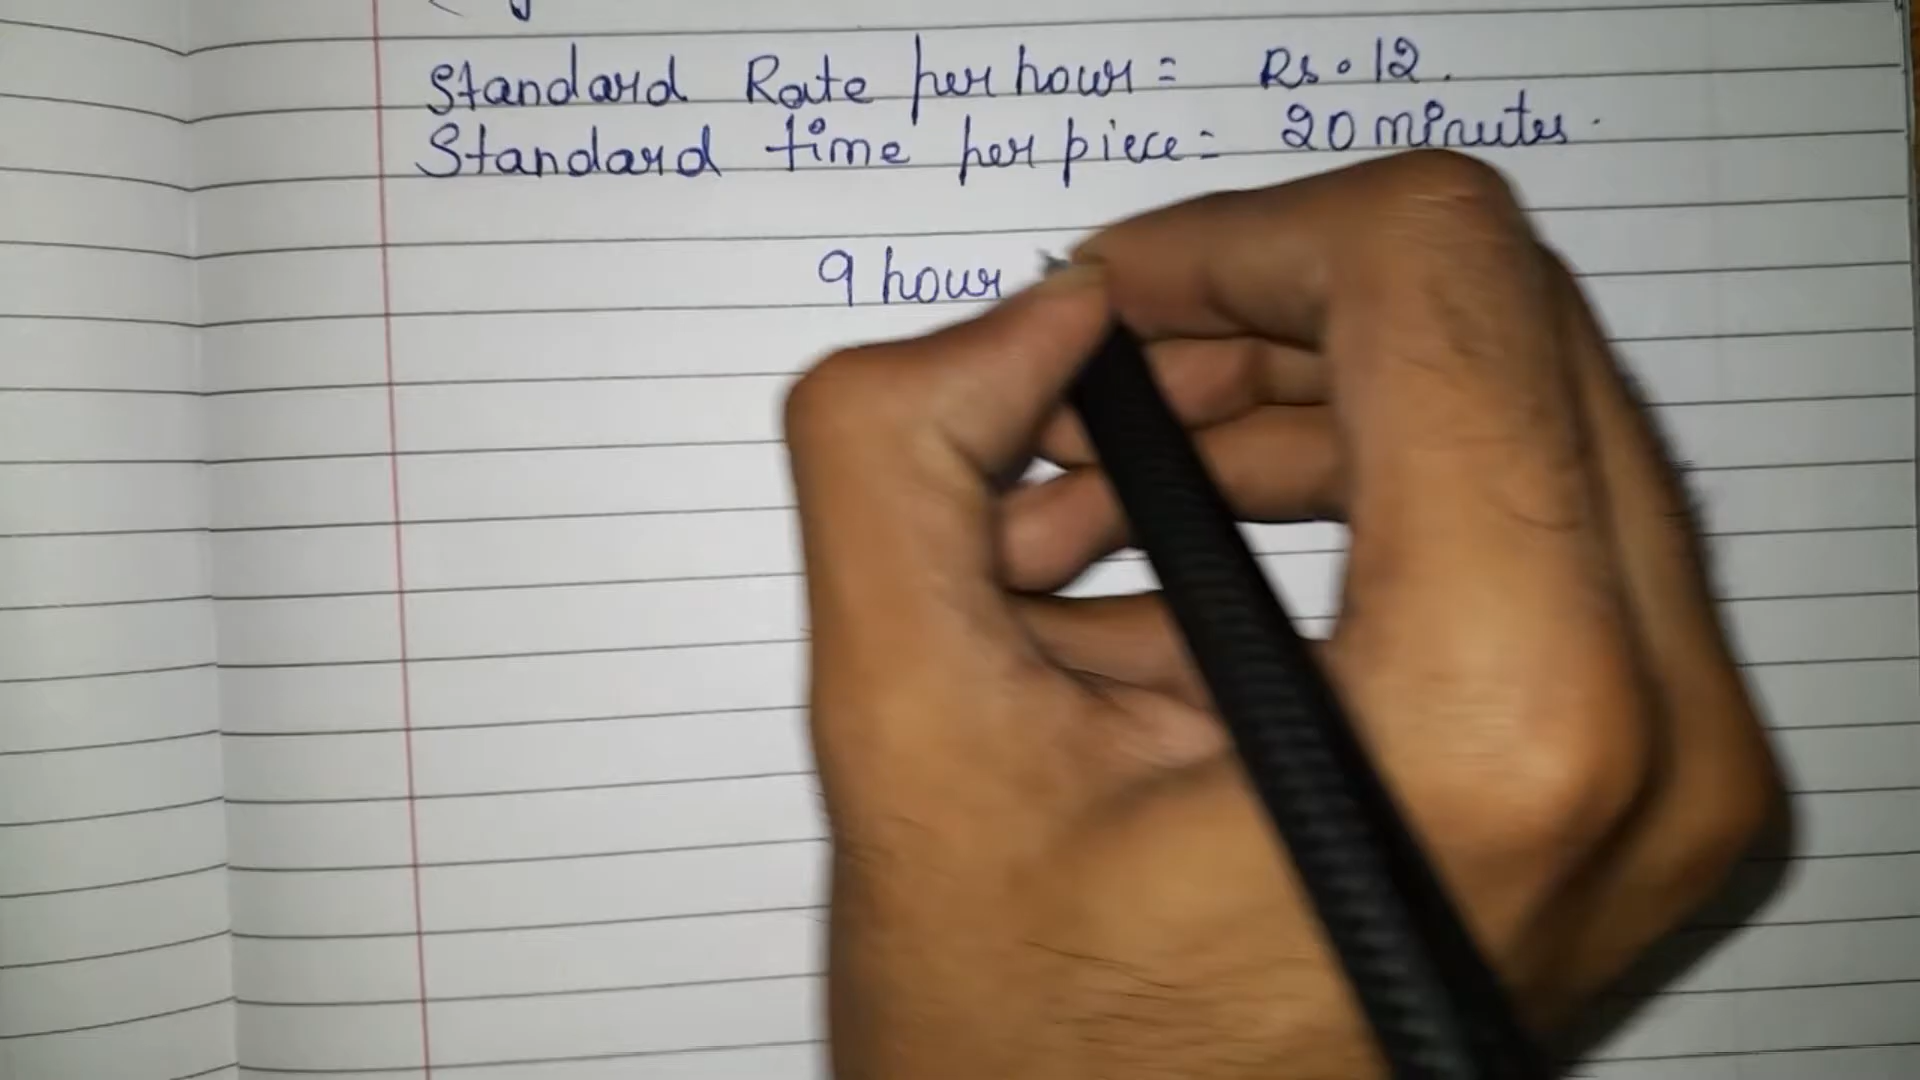 Standard Rate per hour = Rs. 12.
Standard time per piece = 20 minutes.
9 hour